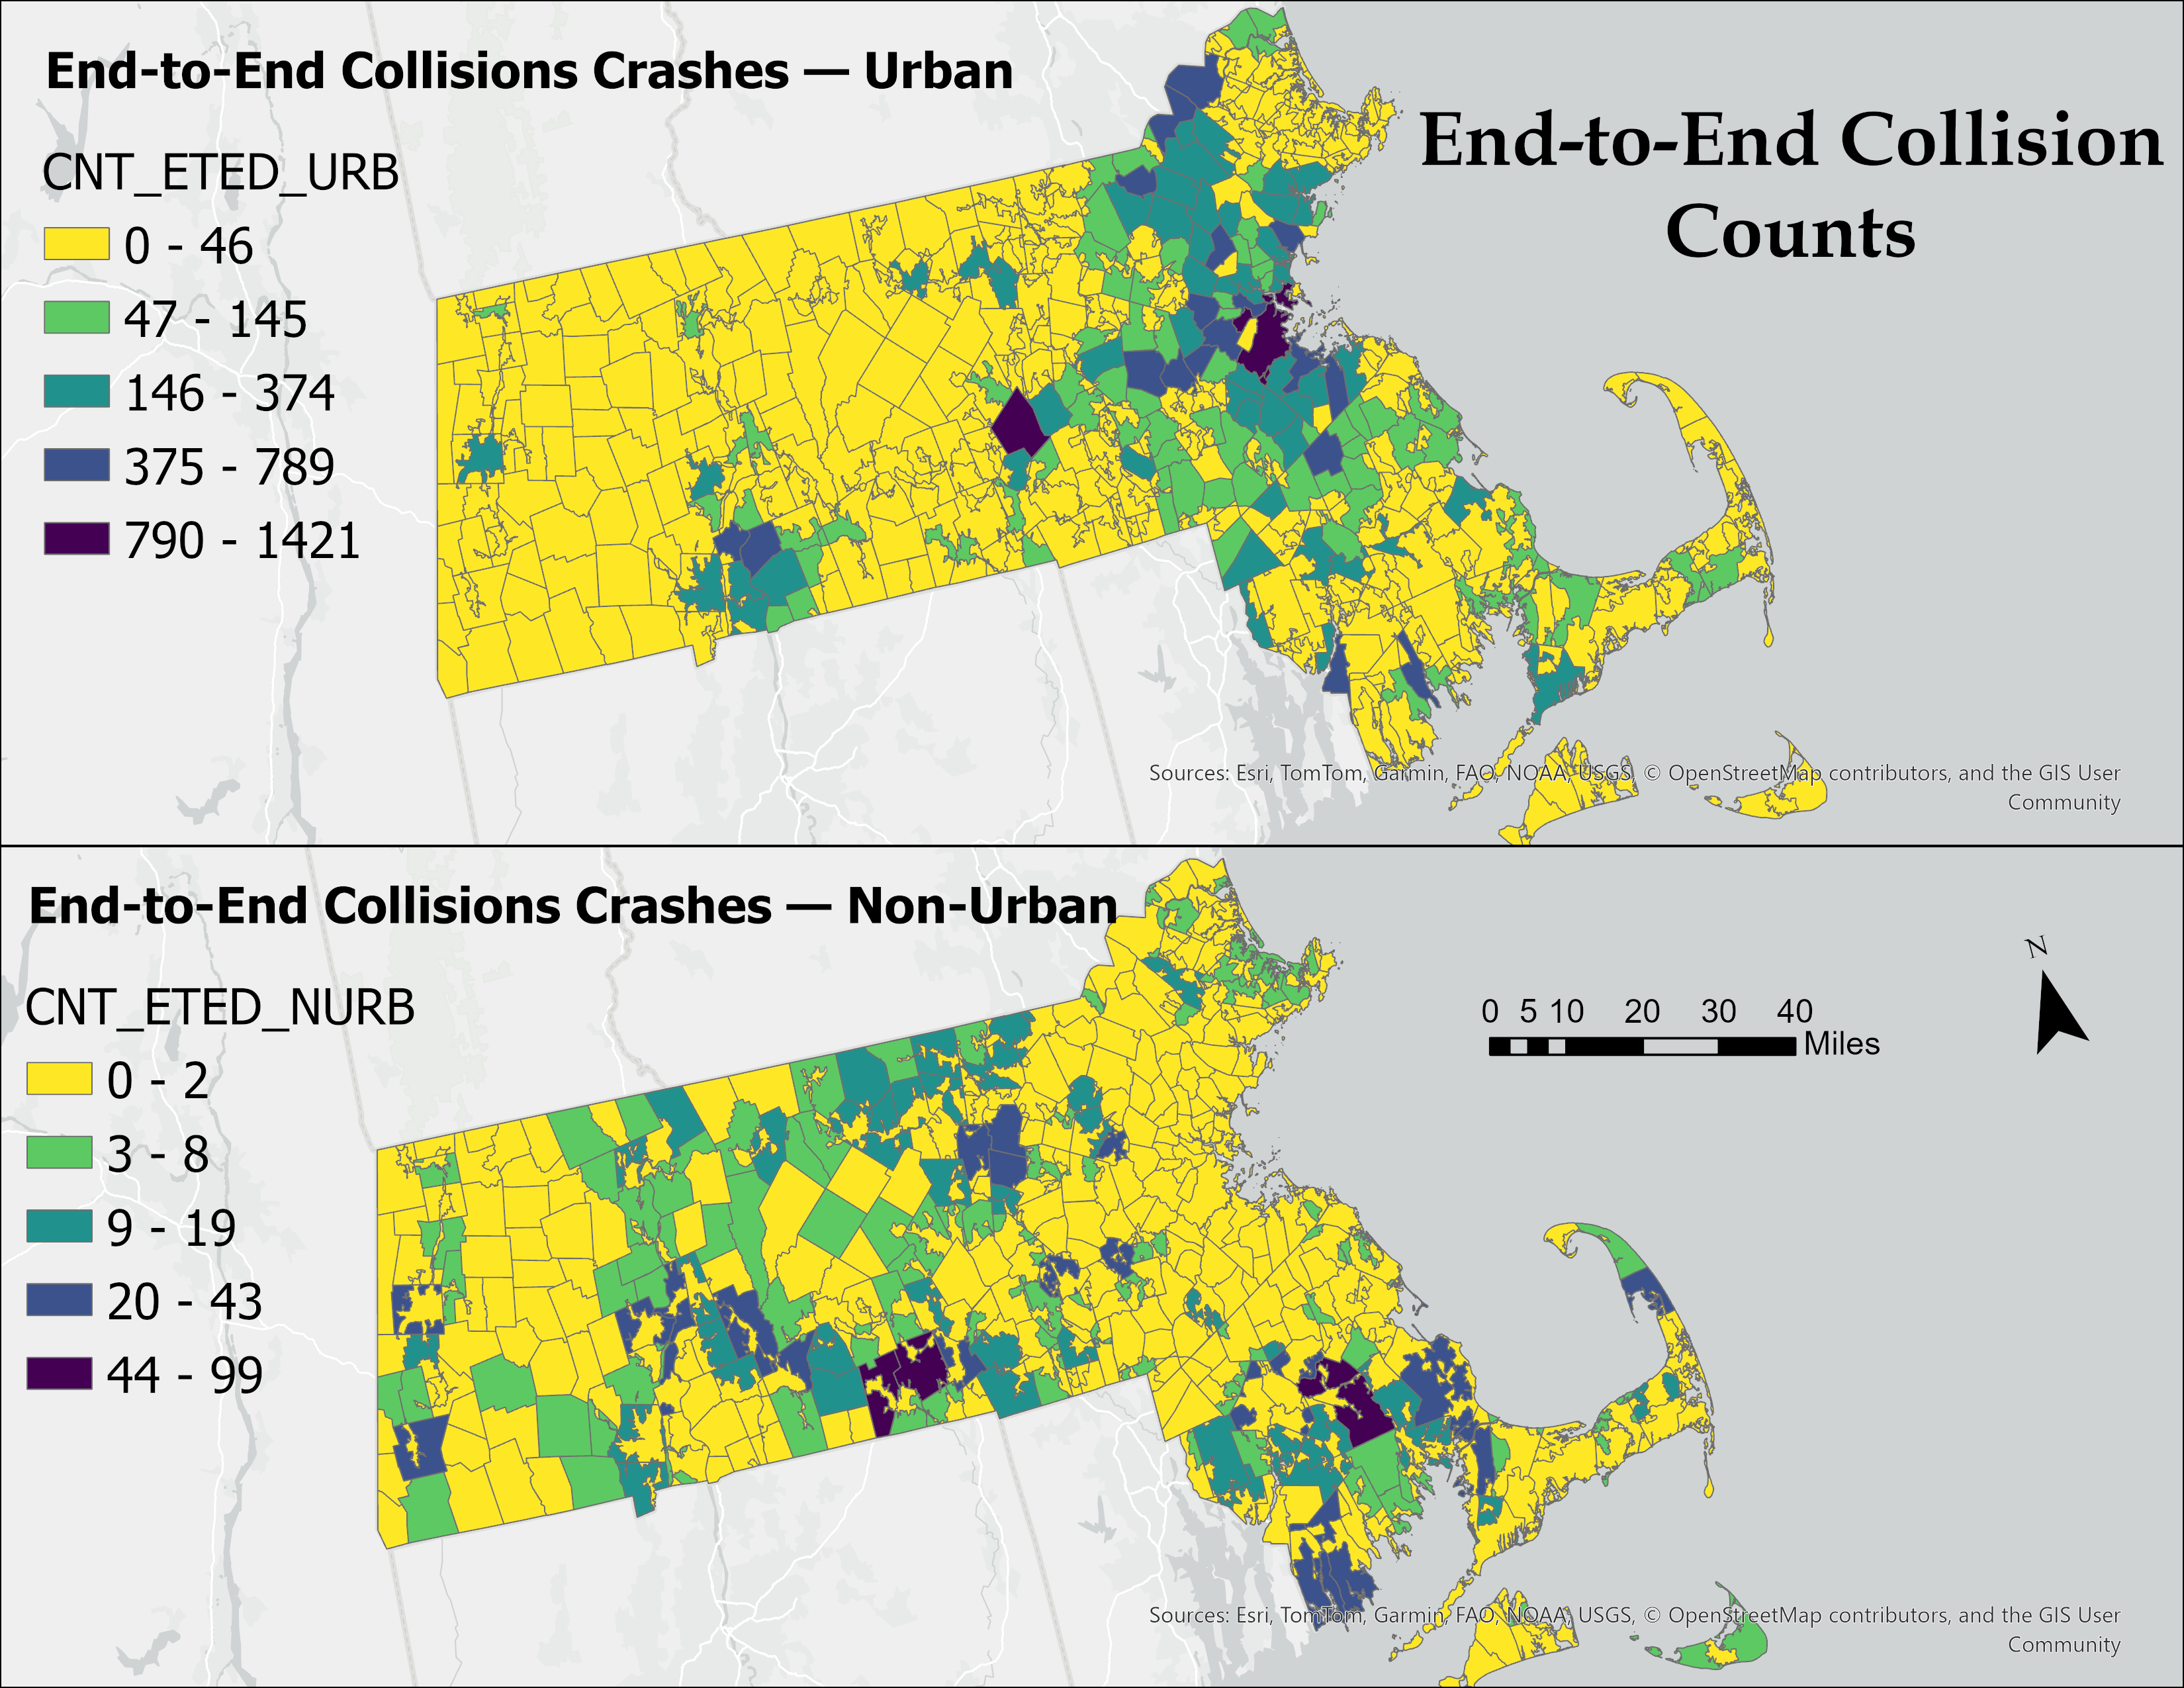 End-to-End Collisions Crashes — Urban
End-to-End Collision
Counts
CNT_ETED_URB
0 - 46
47 - 145
146 - 374
375 - 789
790 - 1421
Sources: Esri, TomTom, Garmin, FAO, NOAA, USGS, © OpenStreetMap contributors, and the GIS User
Community
End-to-End Collisions Crashes — Non-Urban
CNT_ETED_NURB
0 - 2
3 - 8
9 - 19
20 - 43
44 - 99
N
0 5 10 20 30 40
Miles
Sources: Esri, TomTom, Garmin, FAO, NOAA, USGS, © OpenStreetMap contributors, and the GIS User
Community